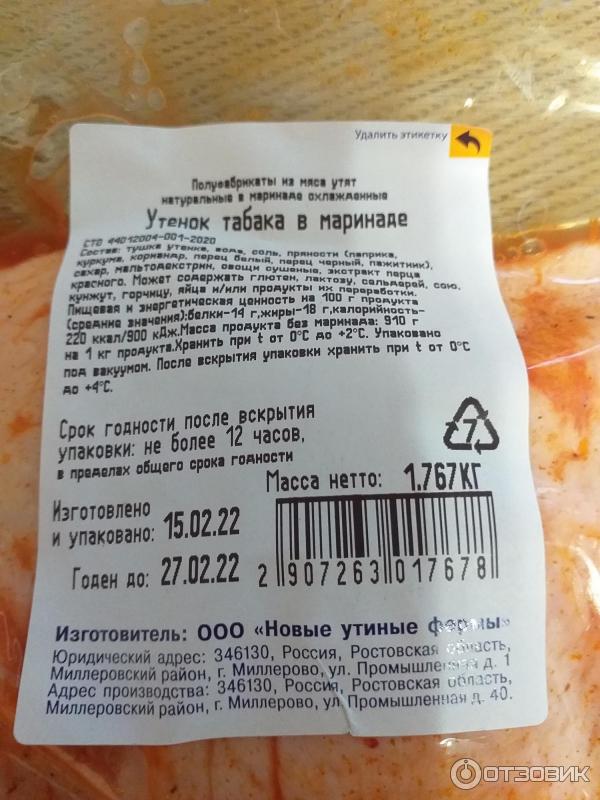 Удалить этикетку
Полуфабрикаты из мяса утят
натуральные в маринаде охлажденные
Утенок табака в маринаде
СТО 44012004-001-2020
Состав: тушка утенка, вода, соль, пряности (паприка,
куркума, кориандр, перец белый, перец черный, пажитник),
сахар, мальтодекстрин, овощи сушеные, экстракт перца
красного. Может содержать глютен, лактозу, сельдерей, сою,
кунжут, горчицу, яйца и/или продукты их переработки.
Пищевая и энергетическая ценность на 100 г продукта
(средние значения):белки-14 г,жиры-18 г,калорийность-
220 ккал/900 кДж.Масса продукта без маринада: 910 г
на 1 кг продукта.Хранить при t от 0°С до +2°С. Упаковано
под вакуумом. После вскрытия упаковки хранить при t от 0°С
до +4°С.
Срок годности после вскрытия
упаковки: не более 12 часов,
в пределах общего срока годности
7
Масса нетто: 1.767КГ
Изготовлено
и упаковано: 15.02.22
Годен до: 27.02.22
2 907263 017678
Изготовитель: ООО «Новые утиные фермы»
Юридический адрес: 346130, Россия, Ростовская область,
Миллеровский район, г. Миллерово, ул. Промышленная д. 1
Адрес производства: 346130, Россия, Ростовская область,
Миллеровский район, г. Миллерово, ул. Промышленная д. 40.
ОТЗОВИК